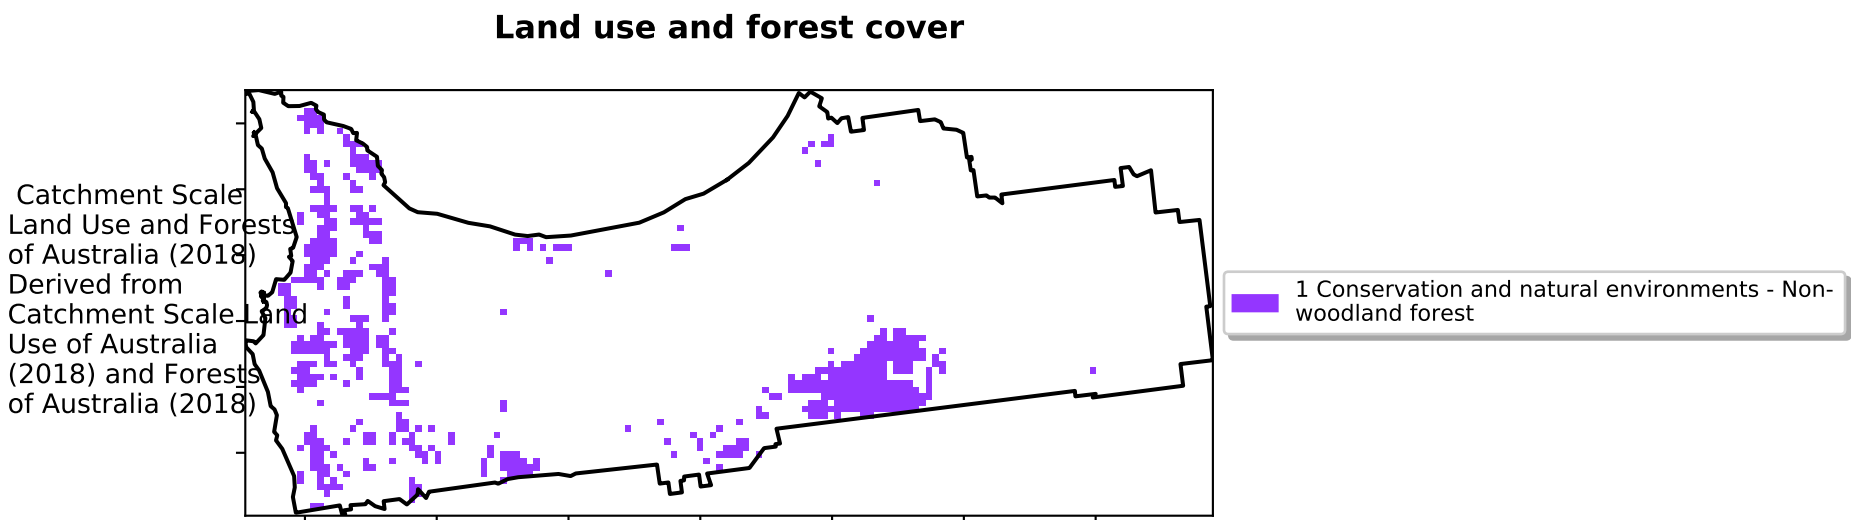 Land use and forest cover
Catchment Scale
Land Use and Forests
of Australia (2018)
Derived from
Catchment Scale Land
Use of Australia
(2018) and Forests
of Australia (2018)
1 Conservation and natural environments - Non-
woodland forest